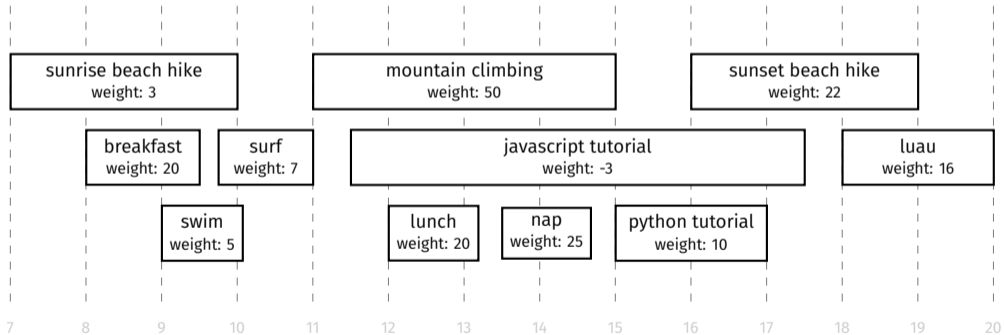 sunrise beach hike
weight: 3
mountain climbing
weight: 50
sunset beach hike
weight: 22
breakfast
weight: 20
surf
weight: 7
javascript tutorial
weight: -3
luau
weight: 16
swim
weight: 5
lunch
weight: 20
nap
weight: 25
python tutorial
weight: 10
7 8 9 10 11 12 13 14 15 16 17 18 19 20